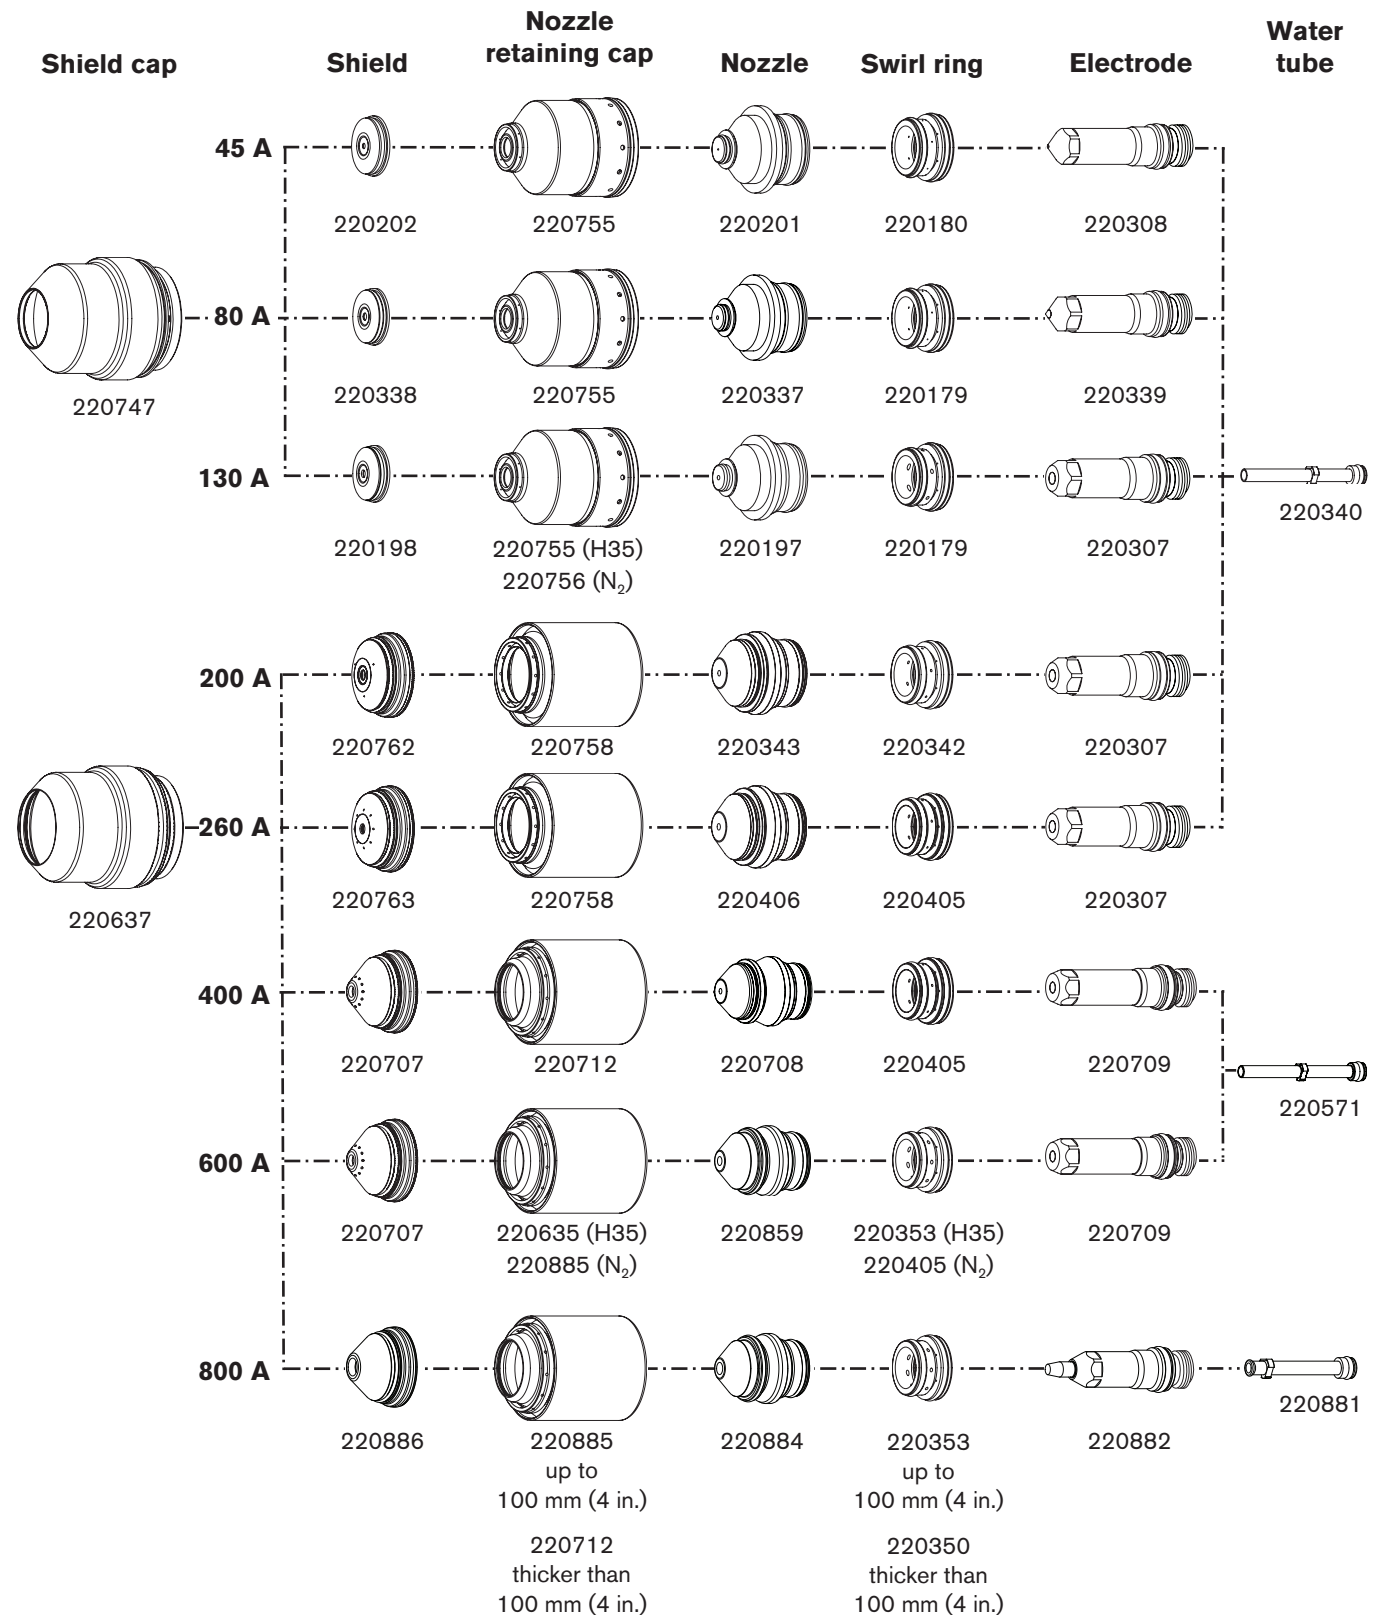 Shield cap
Shield
Nozzle
retaining cap
Nozzle
Swirl ring
Electrode
Water
tube
45 A
220202
220755
220201
220180
220308
220747
80 A
220338
220755
220337
220179
220339
130 A
220198
220755 (H35)
220756 (N₂)
220197
220179
220307
220340
200 A
220762
220758
220343
220342
220307
220637
260 A
220763
220758
220406
220405
220307
400 A
220707
220712
220708
220405
220709
220571
600 A
220707
220635 (H35)
220885 (N₂)
220859
220353 (H35)
220405 (N₂)
220709
800 A
220886
220885
up to
100 mm (4 in.)
220712
thicker than
100 mm (4 in.)
220884
220353
up to
100 mm (4 in.)
220350
thicker than
100 mm (4 in.)
220882
220881